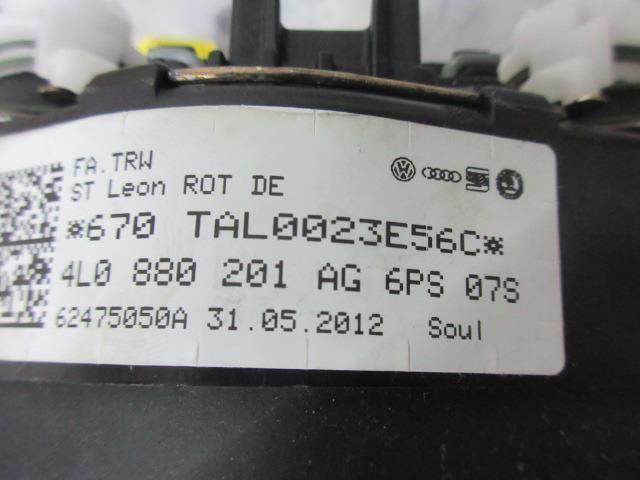 FA.TRW
ST Leon ROT DE
*670 TAL0023E56C*
4L0 880 201 AG 6PS 07S
62475050A 31.05.2012 Soul